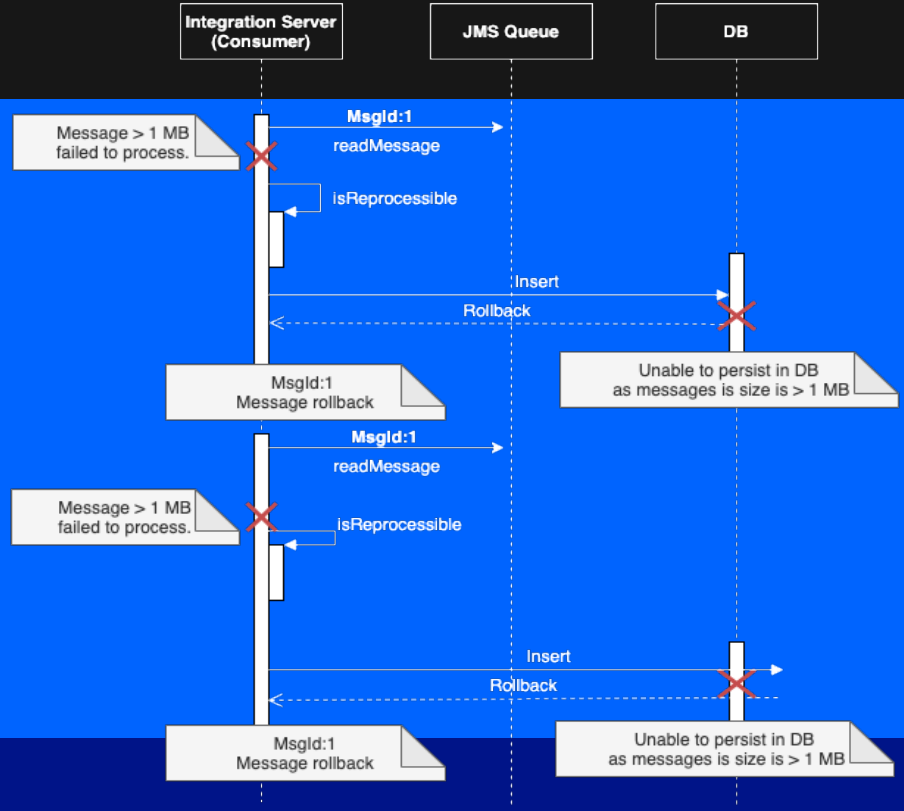 Integration Server
(Consumer)
JMS Queue
DB
MsgId:1
readMessage
Message > 1 MB
failed to process.
isReprocessible
Insert
Rollback
MsgId:1
Message rollback
Unable to persist in DB
as messages is size is > 1 MB
MsgId:1
readMessage
Message > 1 MB
failed to process.
isReprocessible
Insert
Rollback
MsgId:1
Message rollback
Unable to persist in DB
as messages is size is > 1 MB